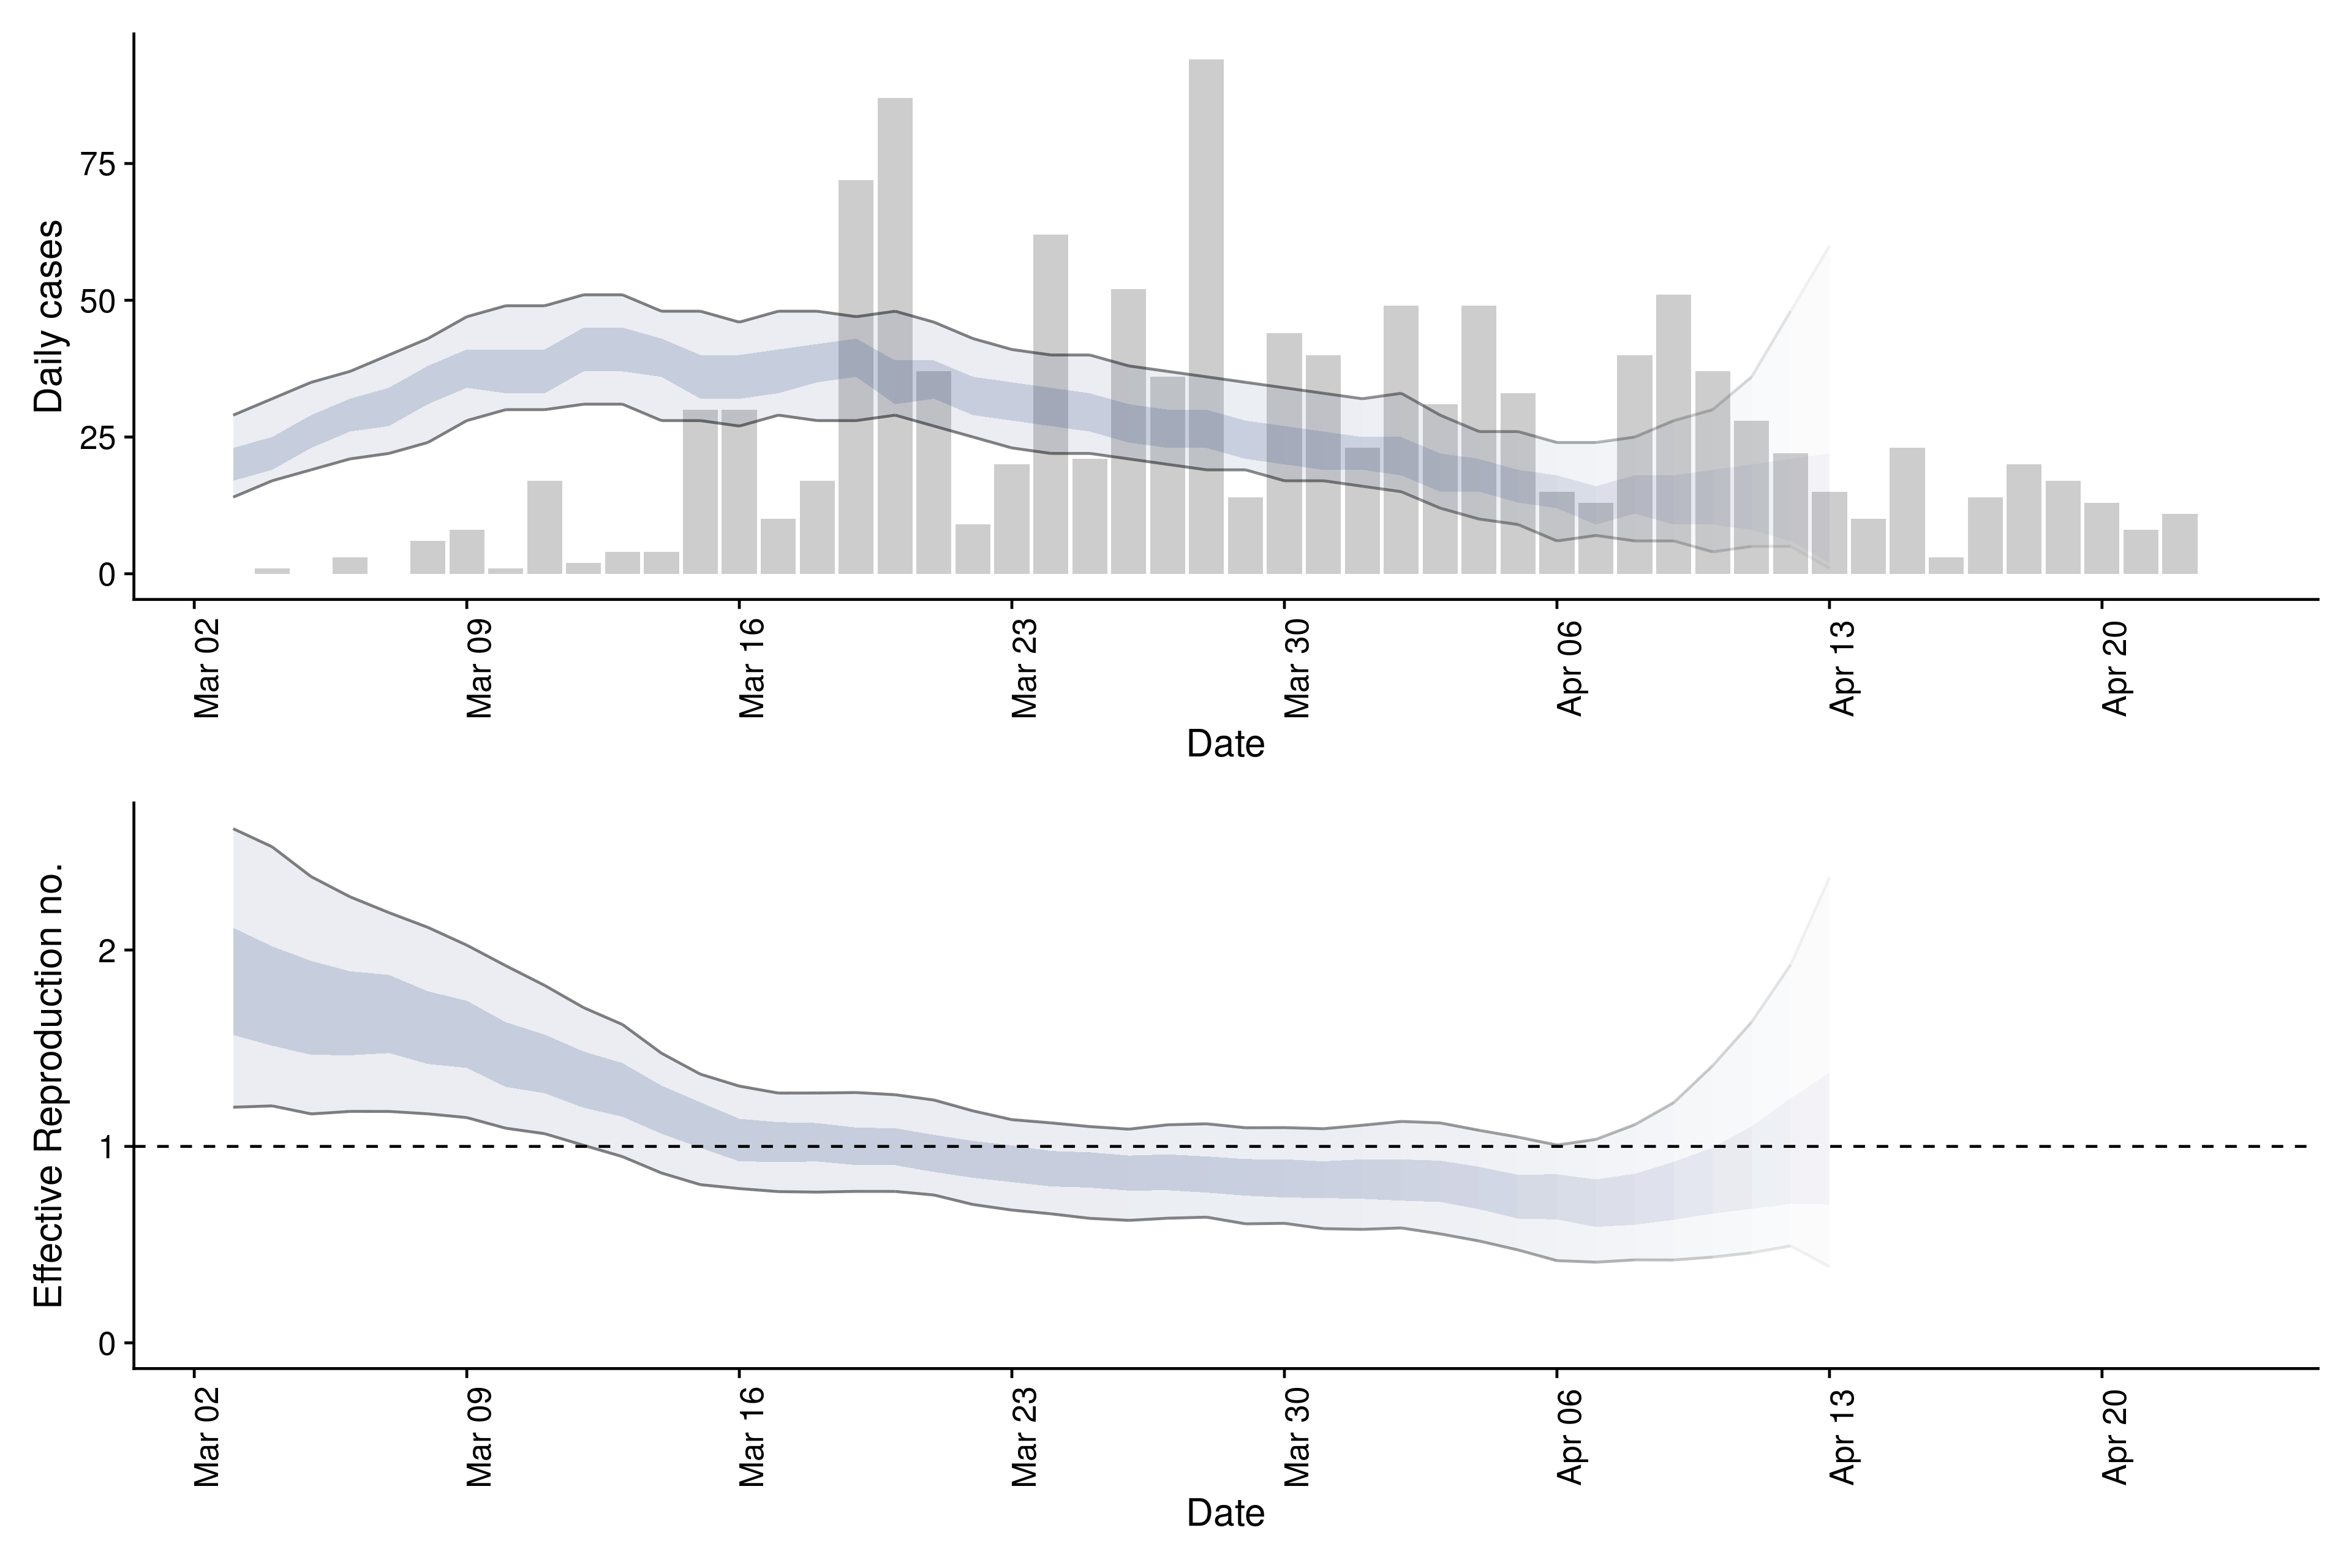 Daily cases
75
50
25
0
Mar 02
Mar 09
Mar 16
Mar 23
Mar 30
Apr 06
Apr 13
Apr 20
Date
Effective Reproduction no.
2
1
0
Mar 02
Mar 09
Mar 16
Mar 23
Mar 30
Apr 06
Apr 13
Apr 20
Date